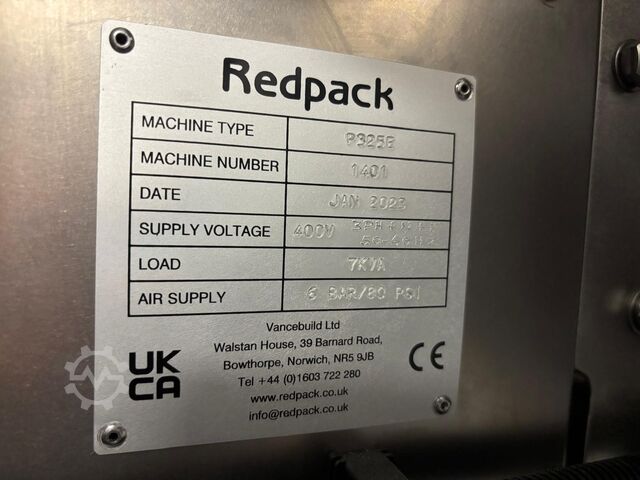 Redpack
MACHINE TYPE P325E
MACHINE NUMBER 1401
DATE JAN 2023
SUPPLY VOLTAGE 400V 3PH+N+E
LOAD 7KVA
AIR SUPPLY 6 BAR/80 PSI
Vancebuild Ltd
Walstan House, 39 Barnard Road,
Bowthorpe, Norwich, NR5 9JB
Tel +44 (0)1603 722 280
www.redpack.co.uk
info@redpack.co.uk
UK
CA
CE